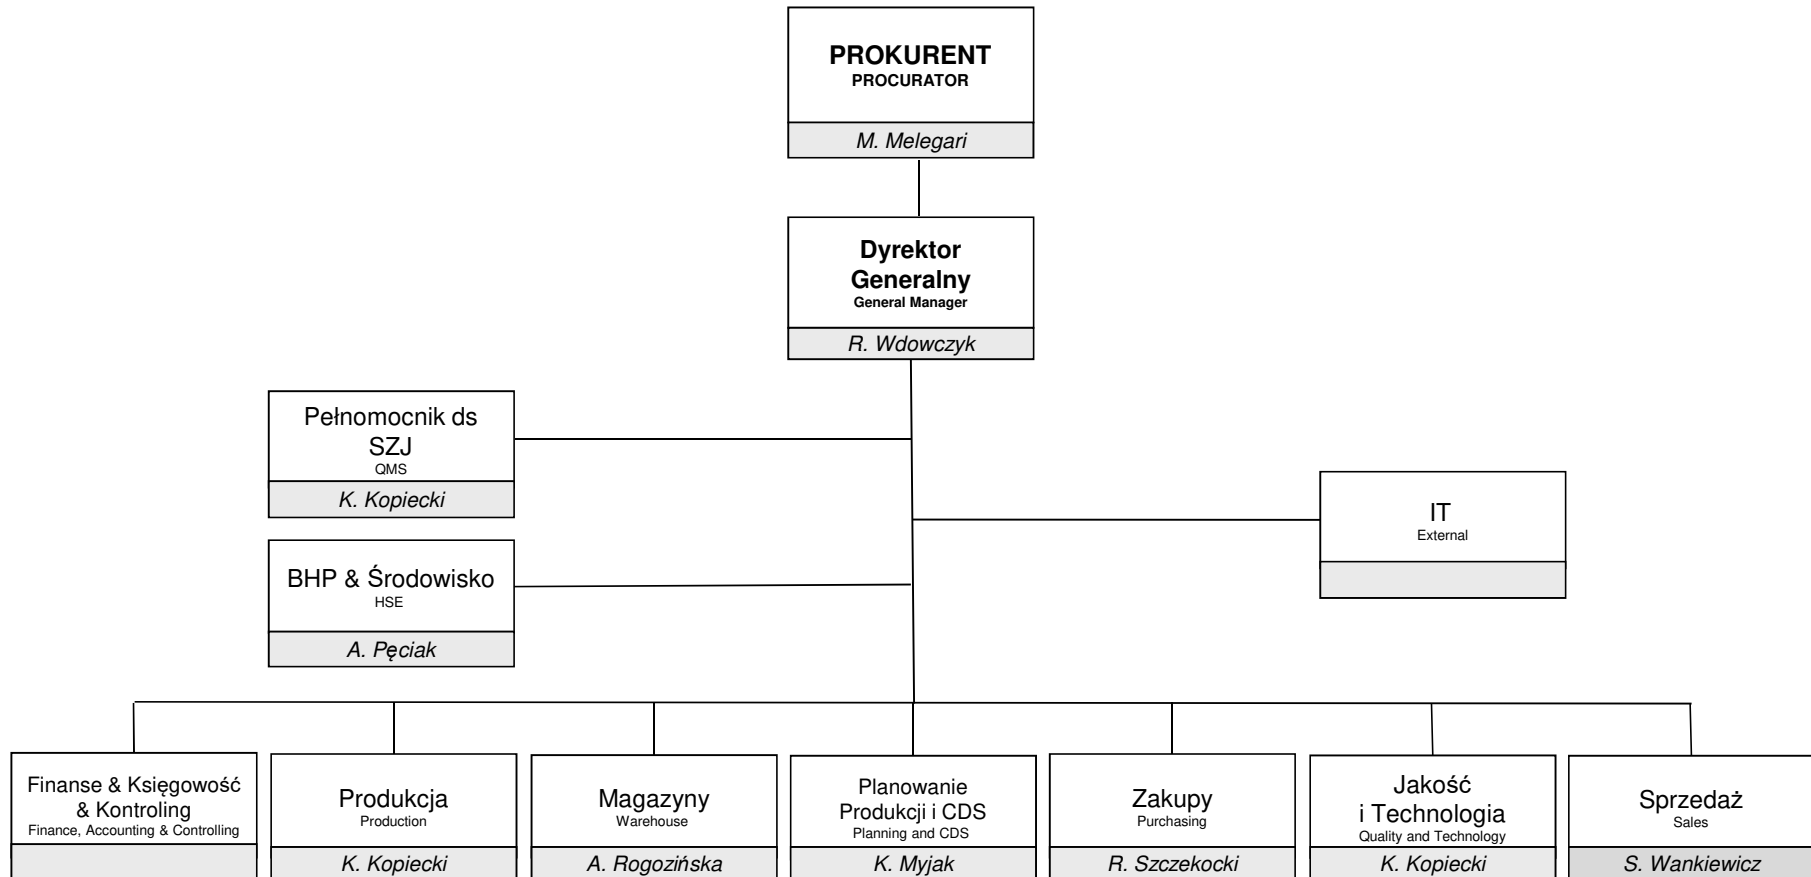 PROKURENT
PROCURATOR
M. Melegari
Dyrektor
Generalny
General Manager
R. Wdowczyk
Pełnomocnik ds
SZJ
QMS
K. Kopiecki
IT
External
BHP & Środowisko
HSE
A. Pęciak
Finanse & Księgowość
& Kontroling
Finance, Accounting & Controlling
Produkcja
Production
K. Kopiecki
Magazyny
Warehouse
A. Rogozińska
Planowanie
Produkcji i CDS
Planning and CDS
K. Myjak
Zakupy
Purchasing
R. Szczekocki
Jakość
i Technologia
Quality and Technology
K. Kopiecki
Sprzedaż
Sales
S. Wankiewicz